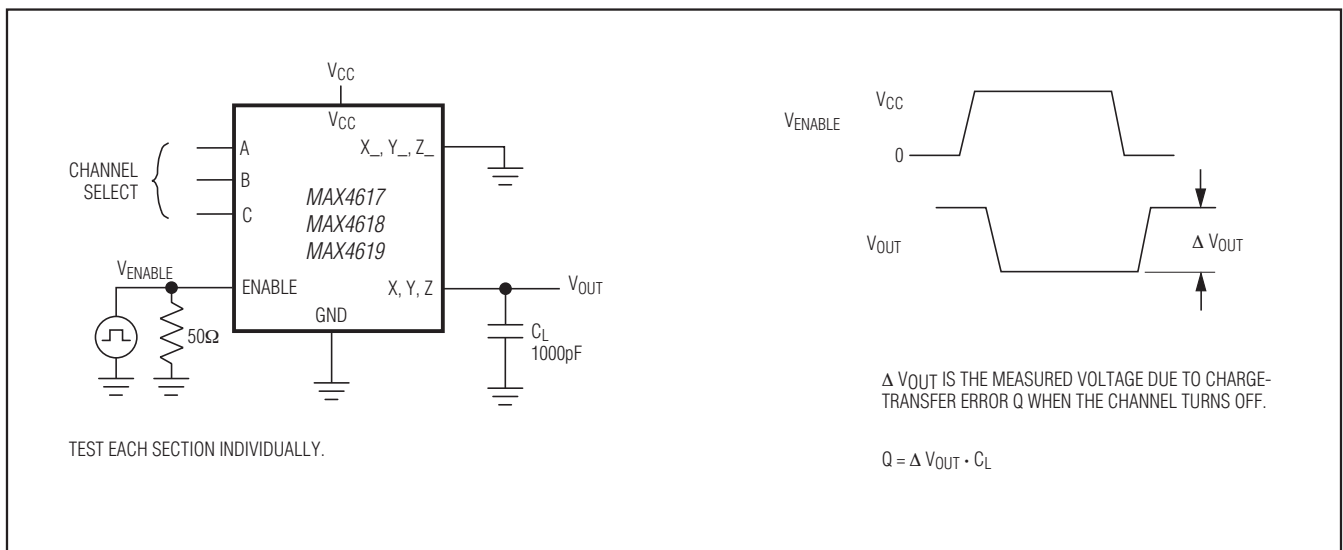 VCC
VCC
A
B
C
CHANNEL
SELECT
X_, Y_, Z_
MAX4617
MAX4618
MAX4619
VENABLE
ENABLE
X, Y, Z
VOUT
GND
50Ω
CL
1000pF
TEST EACH SECTION INDIVIDUALLY.
VENABLE
VCC
0
VOUT
Δ VOUT
Δ VOUT IS THE MEASURED VOLTAGE DUE TO CHARGE-
TRANSFER ERROR Q WHEN THE CHANNEL TURNS OFF.
Q = Δ VOUT · CL